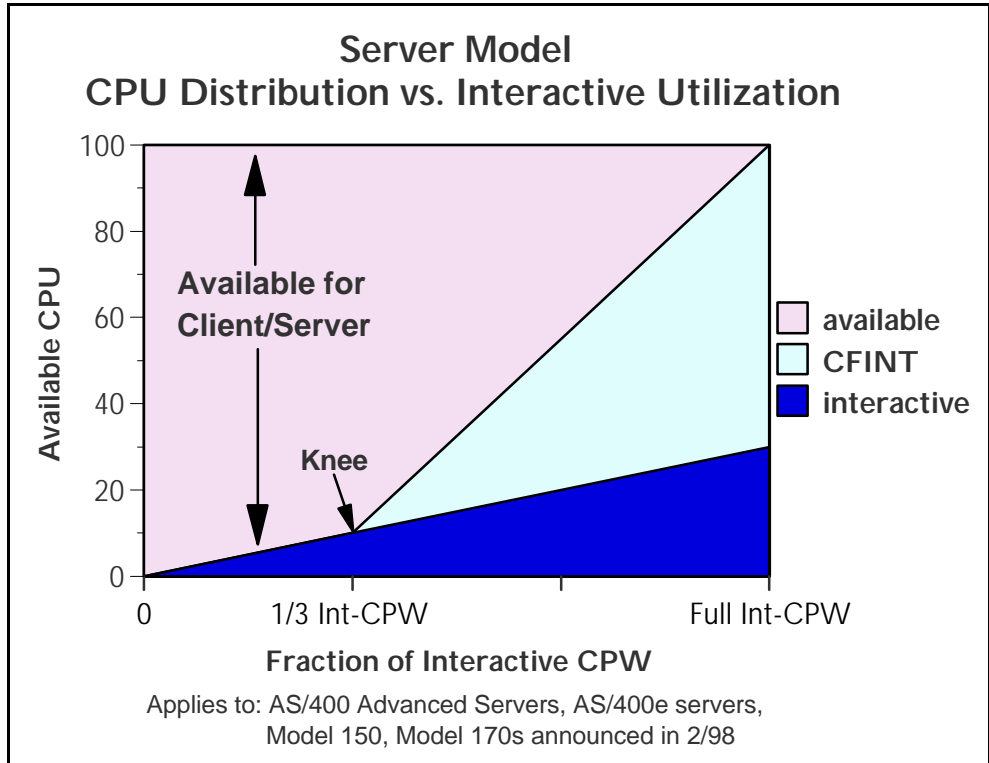 Server Model
CPU Distribution vs. Interactive Utilization
Available CPU
100
80
60
40
20
0
Available for
Client/Server
Knee
available
CFINT
interactive
0
1/3 Int-CPW
Full Int-CPW
Fraction of Interactive CPW
Applies to: AS/400 Advanced Servers, AS/400e servers,
Model 150, Model 170s announced in 2/98